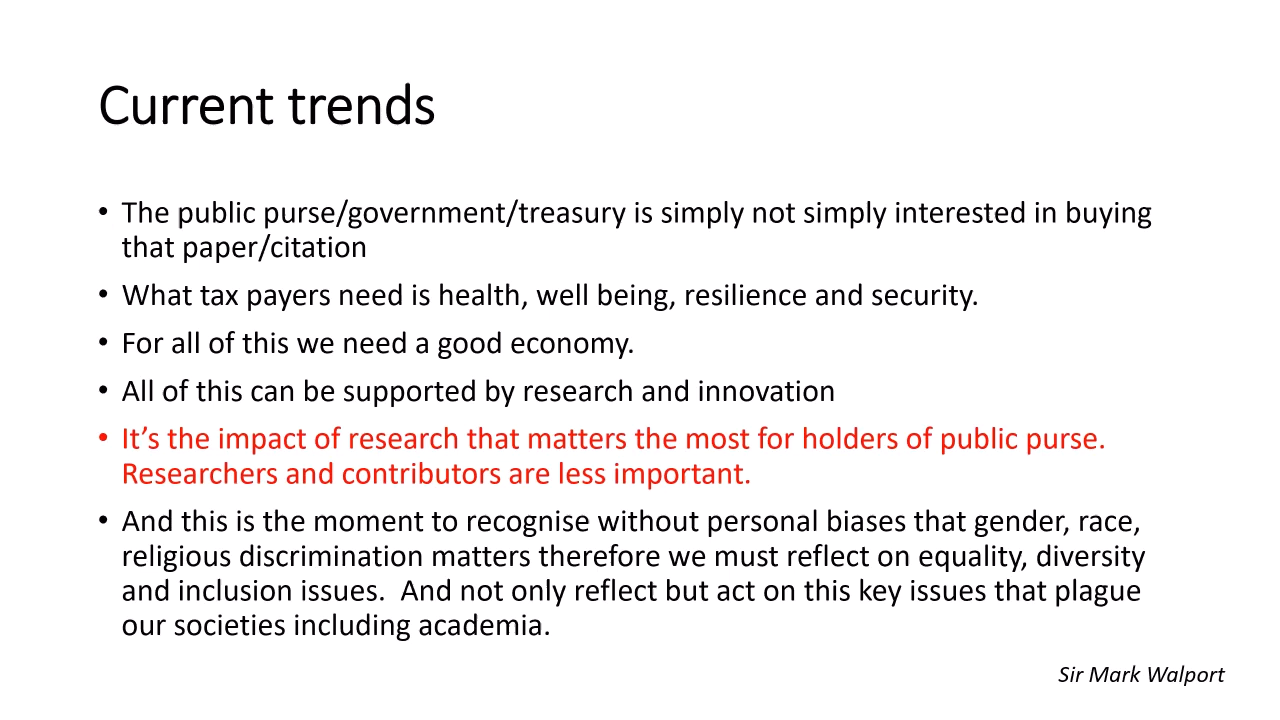 Current trends
• The public purse/government/treasury is simply not simply interested in buying
that paper/citation
• What tax payers need is health, well being, resilience and security.
• For all of this we need a good economy.
• All of this can be supported by research and innovation
• It’s the impact of research that matters the most for holders of public purse.
Researchers and contributors are less important.
• And this is the moment to recognise without personal biases that gender, race,
religious discrimination matters therefore we must reflect on equality, diversity
and inclusion issues.  And not only reflect but act on this key issues that plague
our societies including academia.
Sir Mark Walport